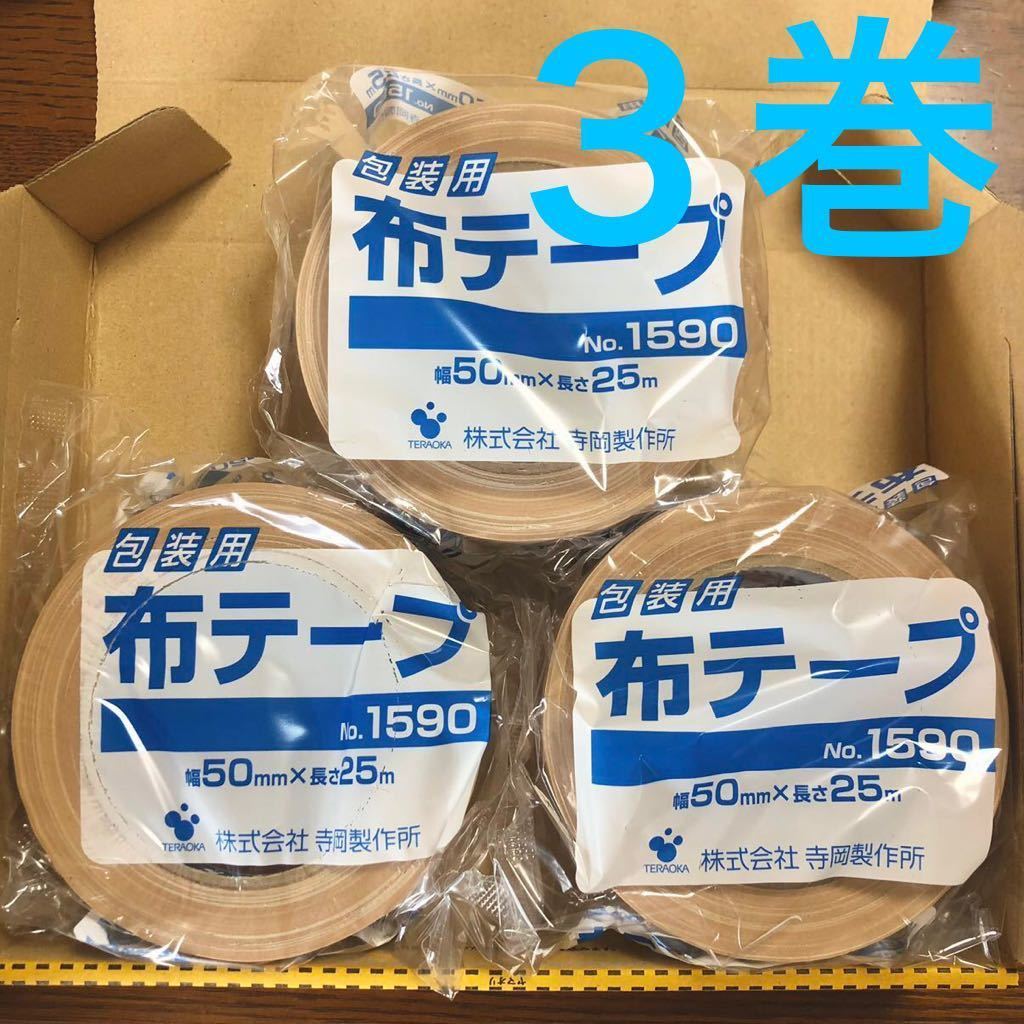 3巻
包装用
布テープ
No.1590
幅50mm×長さ25m
TERAOKA 株式会社 寺岡製作所
包装用
布テープ
No.1590
幅50mm×長さ25m
TERAOKA 株式会社 寺岡製作所
包装用
布テープ
No.1590
幅50mm×長さ25m
TERAOKA 株式会社 寺岡製作所
ヤマオリ